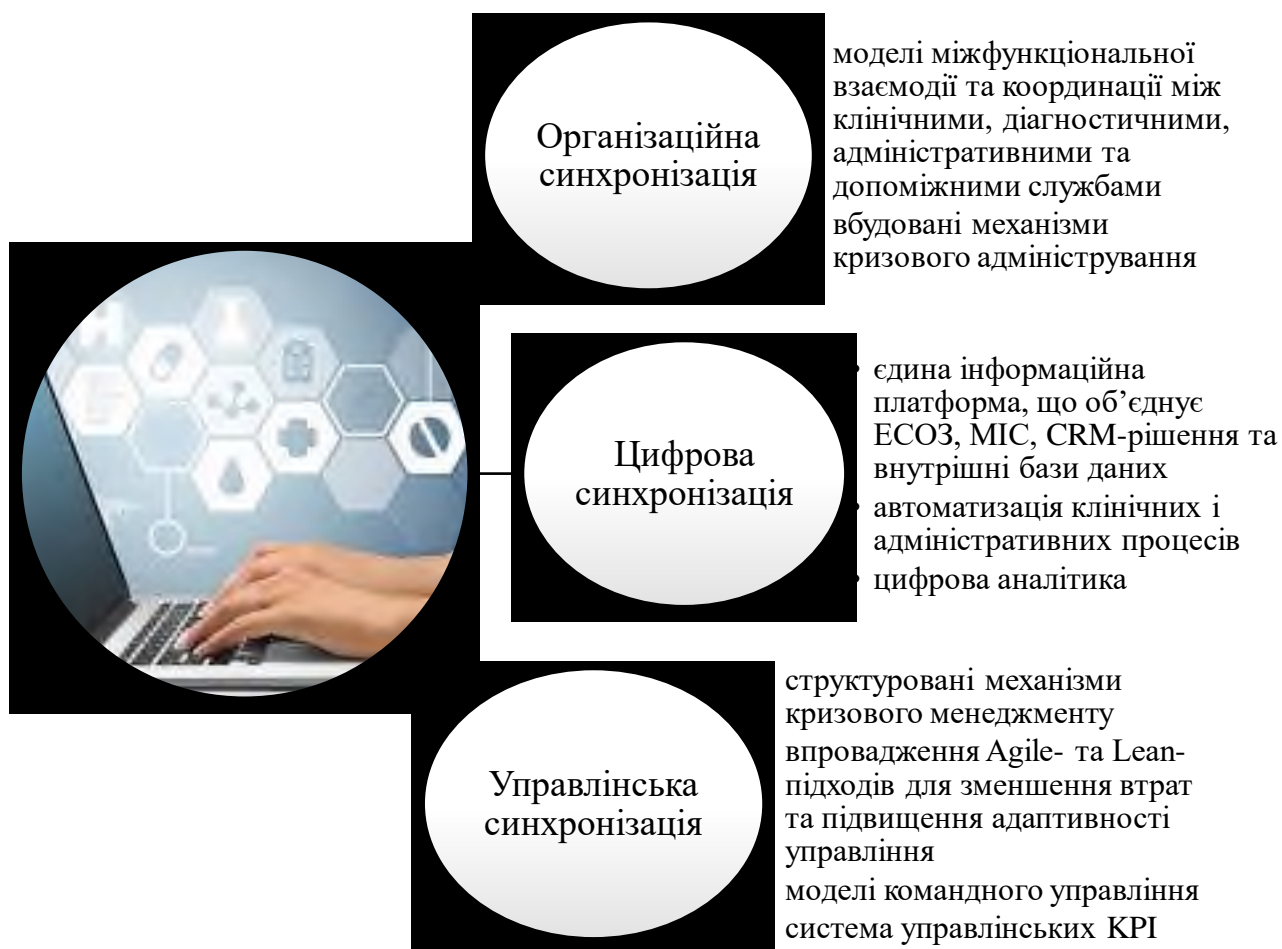 Організаційна
синхронізація
моделі міжфункціональної
взаємодії та координації між
клінічними, діагностичними,
адміністративними та
допоміжними службами
вбудовані механізми
кризового адміністрування
Цифрова
синхронізація
• єдина інформаційна
платформа, що об’єднує
ЕСОЗ, МІС, CRM-рішення та
внутрішні бази даних
• автоматизація клінічних і
адміністративних процесів
• цифрова аналітика
Управлінська
синхронізація
структуровані механізми
кризового менеджменту
впровадження Agile- та Lean-
підходів для зменшення втрат
та підвищення адаптивності
управління
моделі командного управління
система управлінських KPI